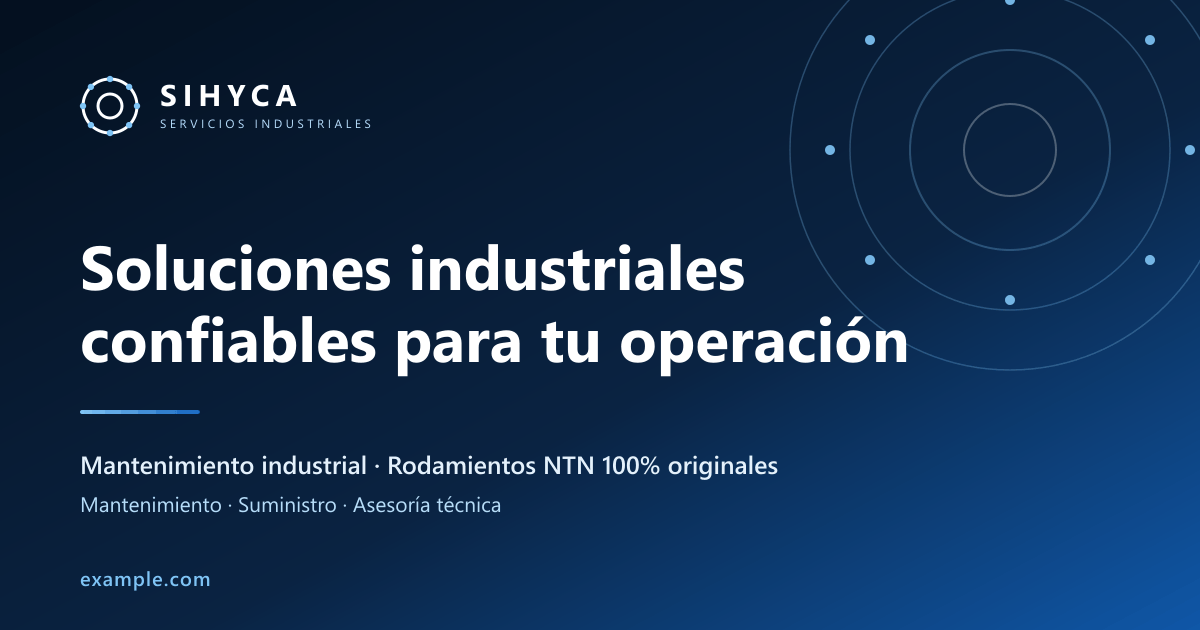 SIHYCA
SERVICIOS INDUSTRIALES
Soluciones industriales
confiables para tu operación
Mantenimiento industrial · Rodamientos NTN 100% originales
Mantenimiento · Suministro · Asesoría técnica
example.com